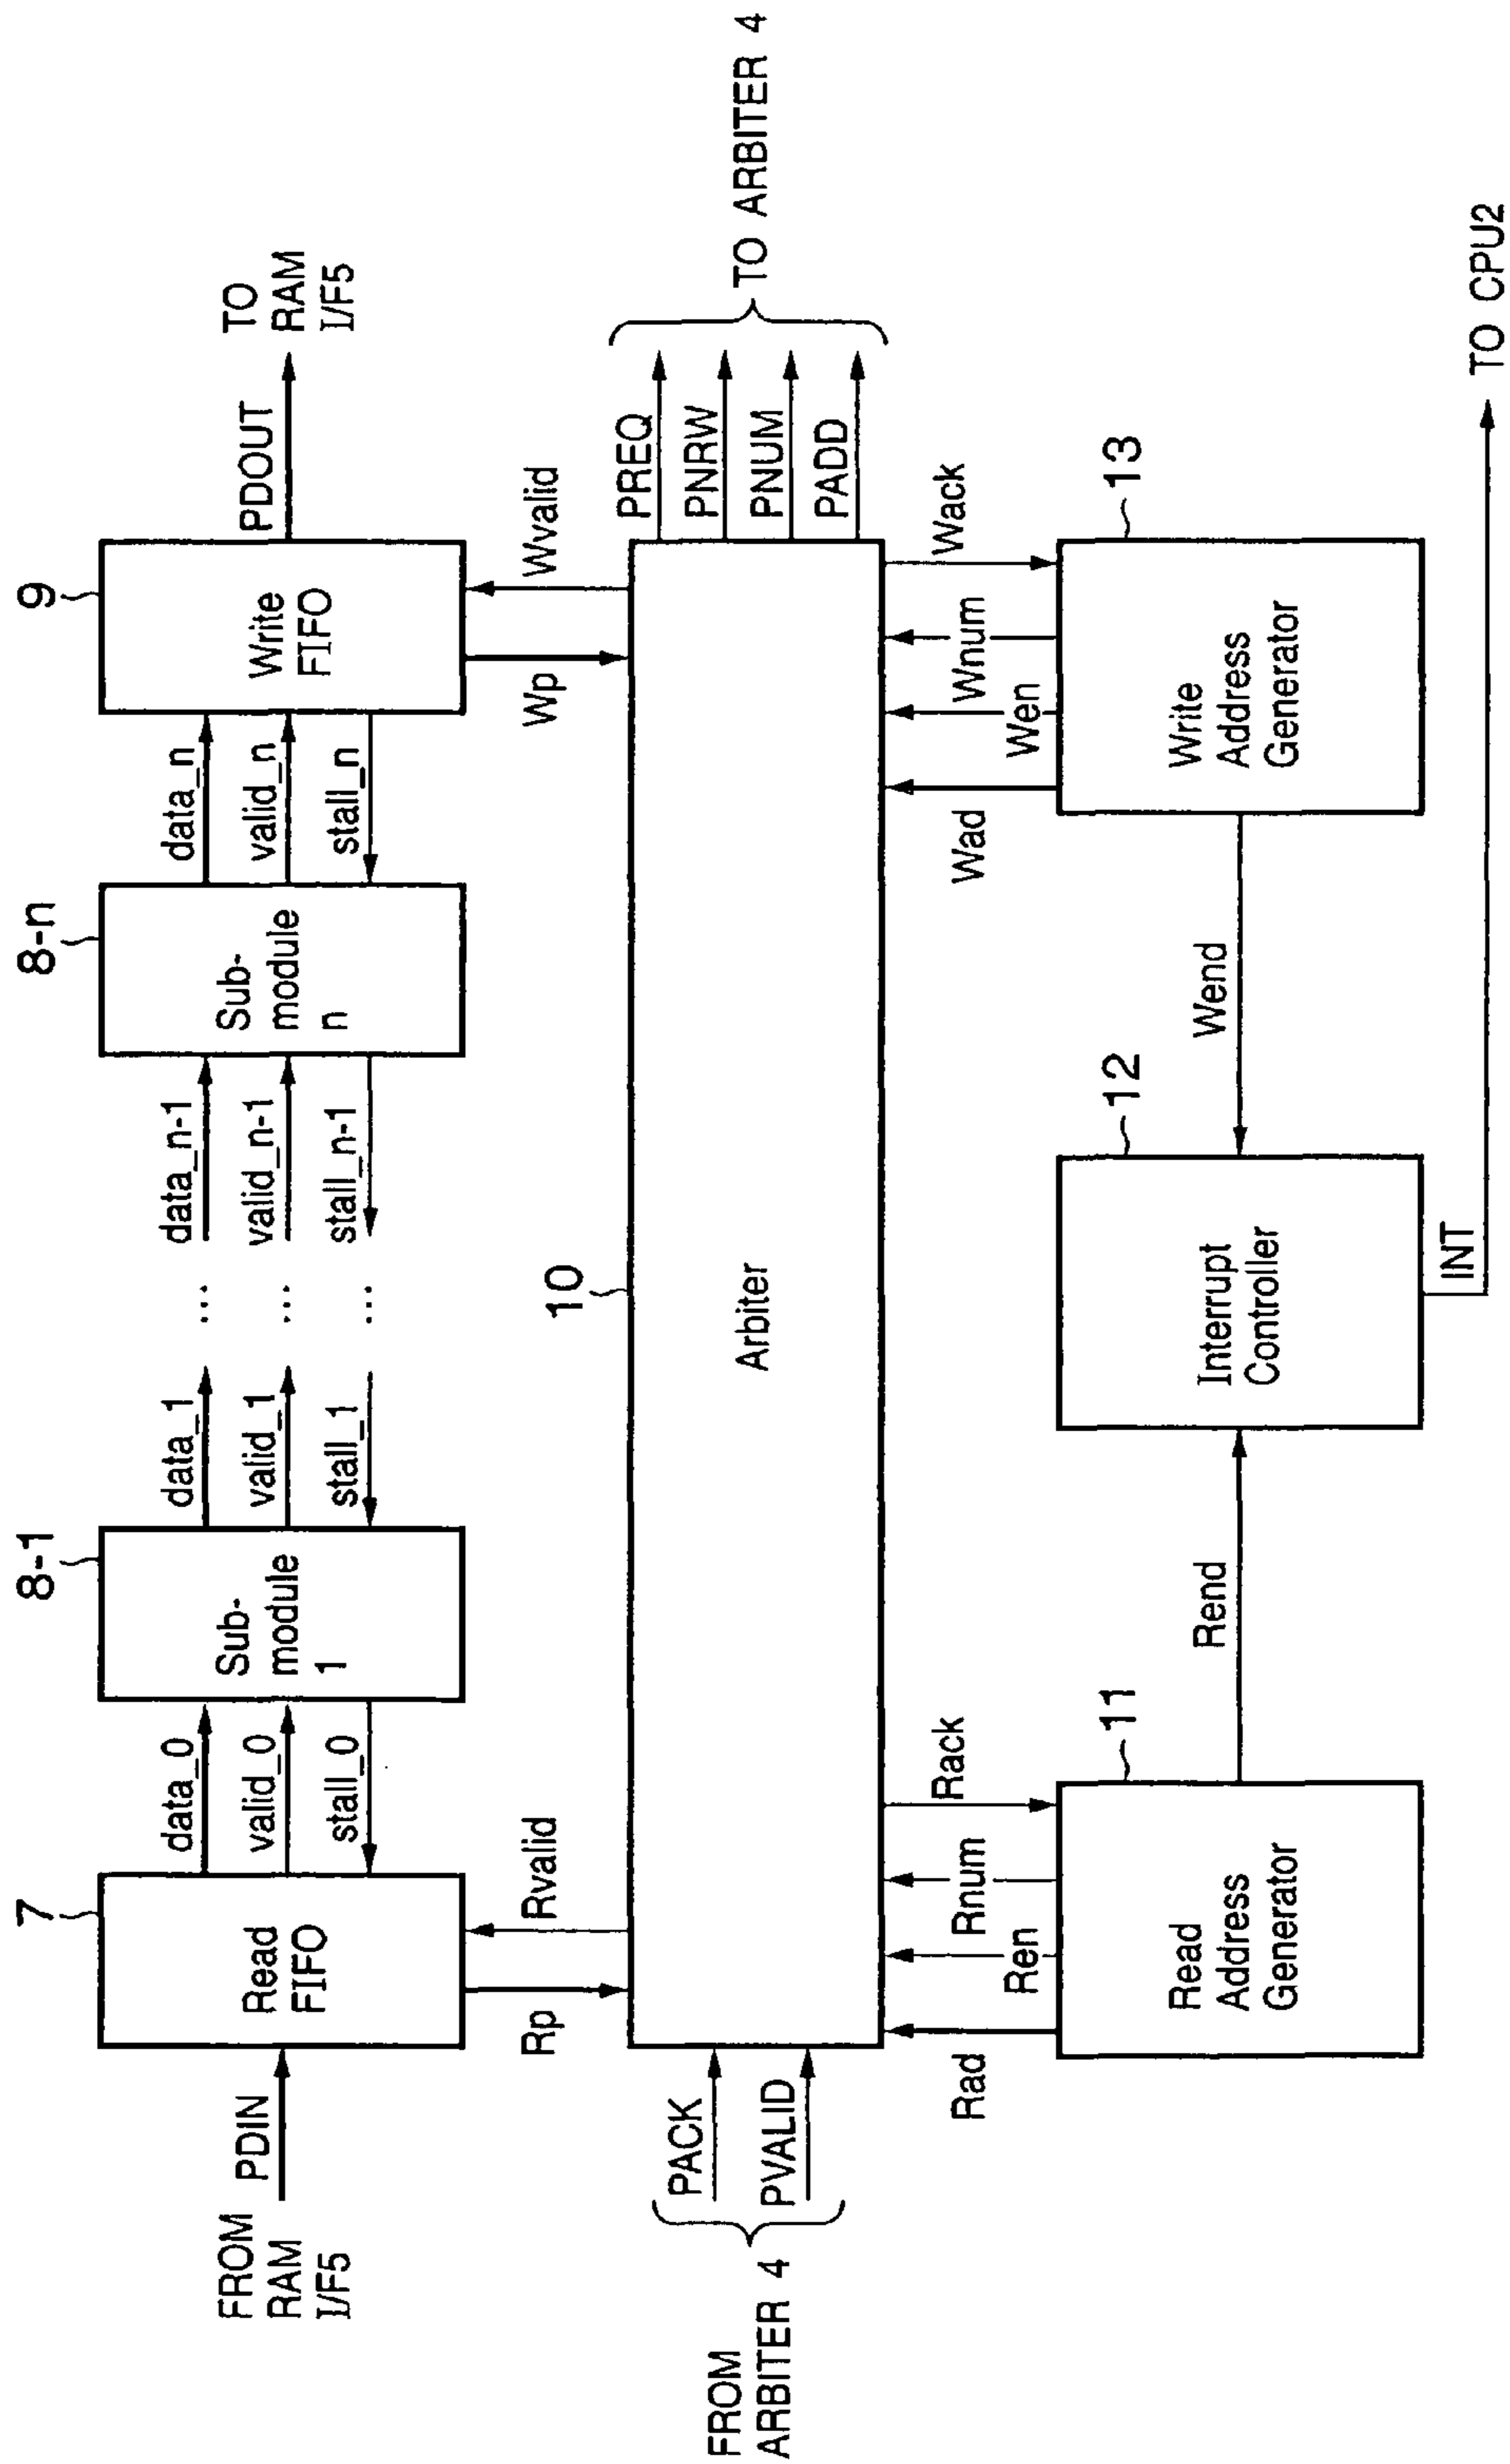 FROM
RAM
I/F5
PDIN
7
Read
FIFO
data_0
valid_0
stall_0
8-1
Sub-
module
1
data_1
valid_1
stall_1
...
...
...
data_n-1
valid_n-1
stall_n-1
8-n
Sub-
module
n
data_n
valid_n
stall_n
9
Write
FIFO
PDOUT
TO
RAM
I/F5
Rp
Rvalid
Wp
Wvalid
FROM
ARBITER 4
PACK
PVALID
10
Arbiter
PREQ
PNRW
PNUM
PADD
TO ARBITER 4
Rad
Ren
Rnum
Rack
Wad
Wen
Wnum
Wack
11
Read
Address
Generator
Rend
12
Interrupt
Controller
Wend
13
Write
Address
Generator
INT
TO CPU2